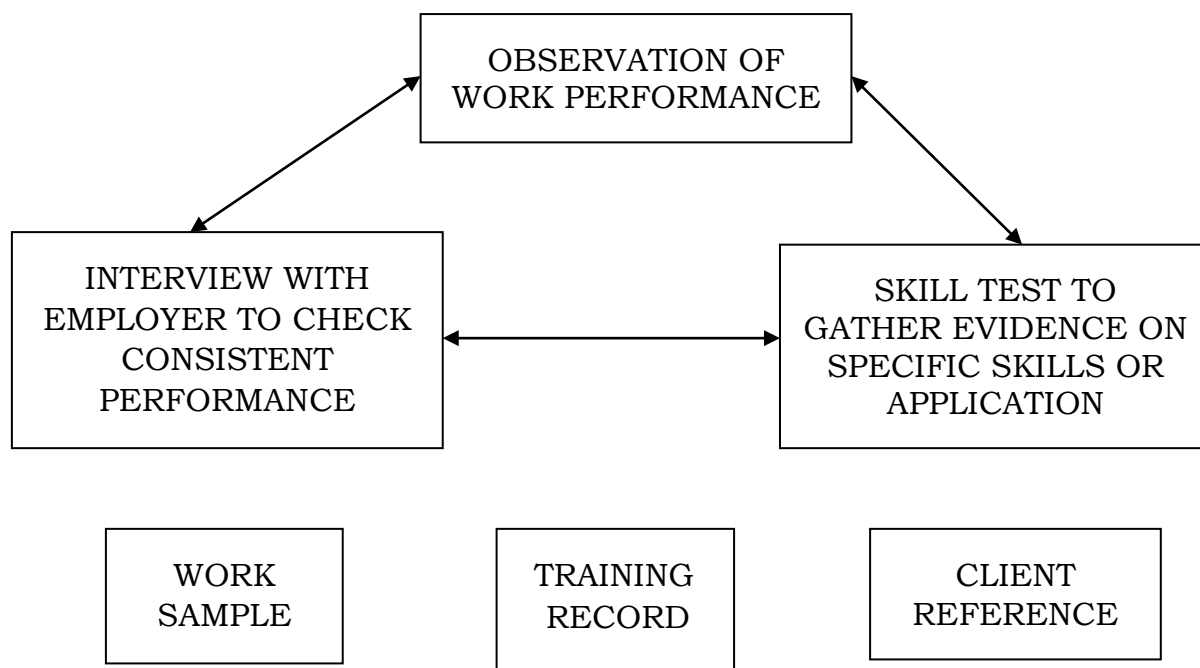 OBSERVATION OF
WORK PERFORMANCE
INTERVIEW WITH
EMPLOYER TO CHECK
CONSISTENT
PERFORMANCE
SKILL TEST TO
GATHER EVIDENCE ON
SPECIFIC SKILLS OR
APPLICATION
WORK
SAMPLE
TRAINING
RECORD
CLIENT
REFERENCE